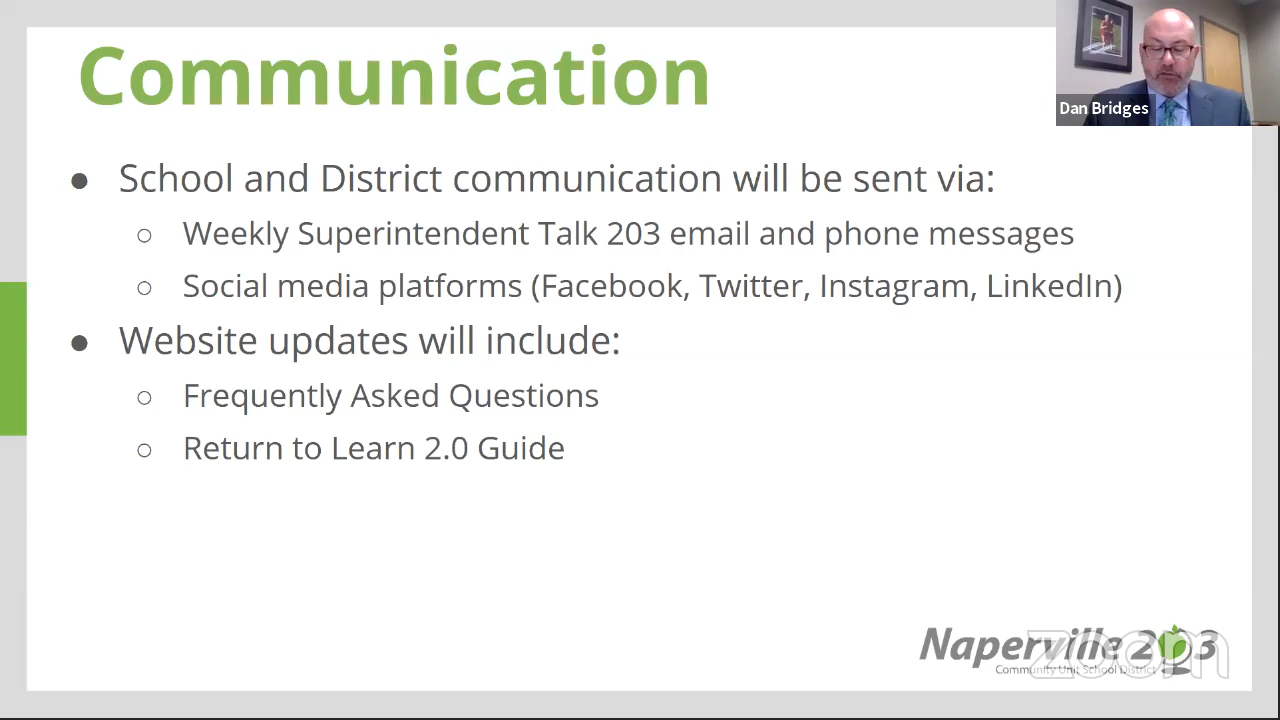 Communication
Dan Bridges
● School and District communication will be sent via:
○ Weekly Superintendent Talk 203 email and phone messages
○ Social media platforms (Facebook, Twitter, Instagram, LinkedIn)
● Website updates will include:
○ Frequently Asked Questions
○ Return to Learn 2.0 Guide
Naperville 203
Community Unit School District
zoom